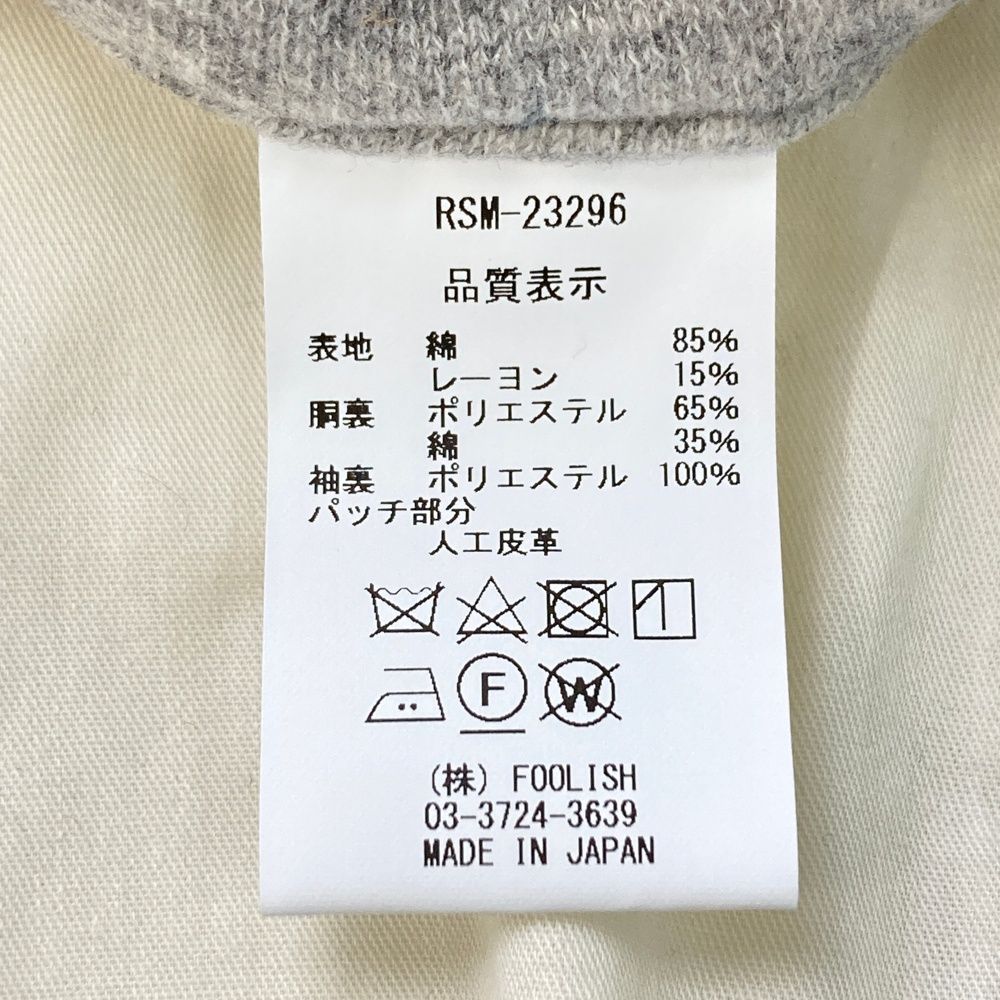 RSM-23296
品質表示
表地 綿 85%
レーヨン 15%
胴裏 ポリエステル 65%
綿 35%
袖裏 ポリエステル 100%
パッチ部分
人工皮革
F W
(株) FOOLISH
03-3724-3639
MADE IN JAPAN